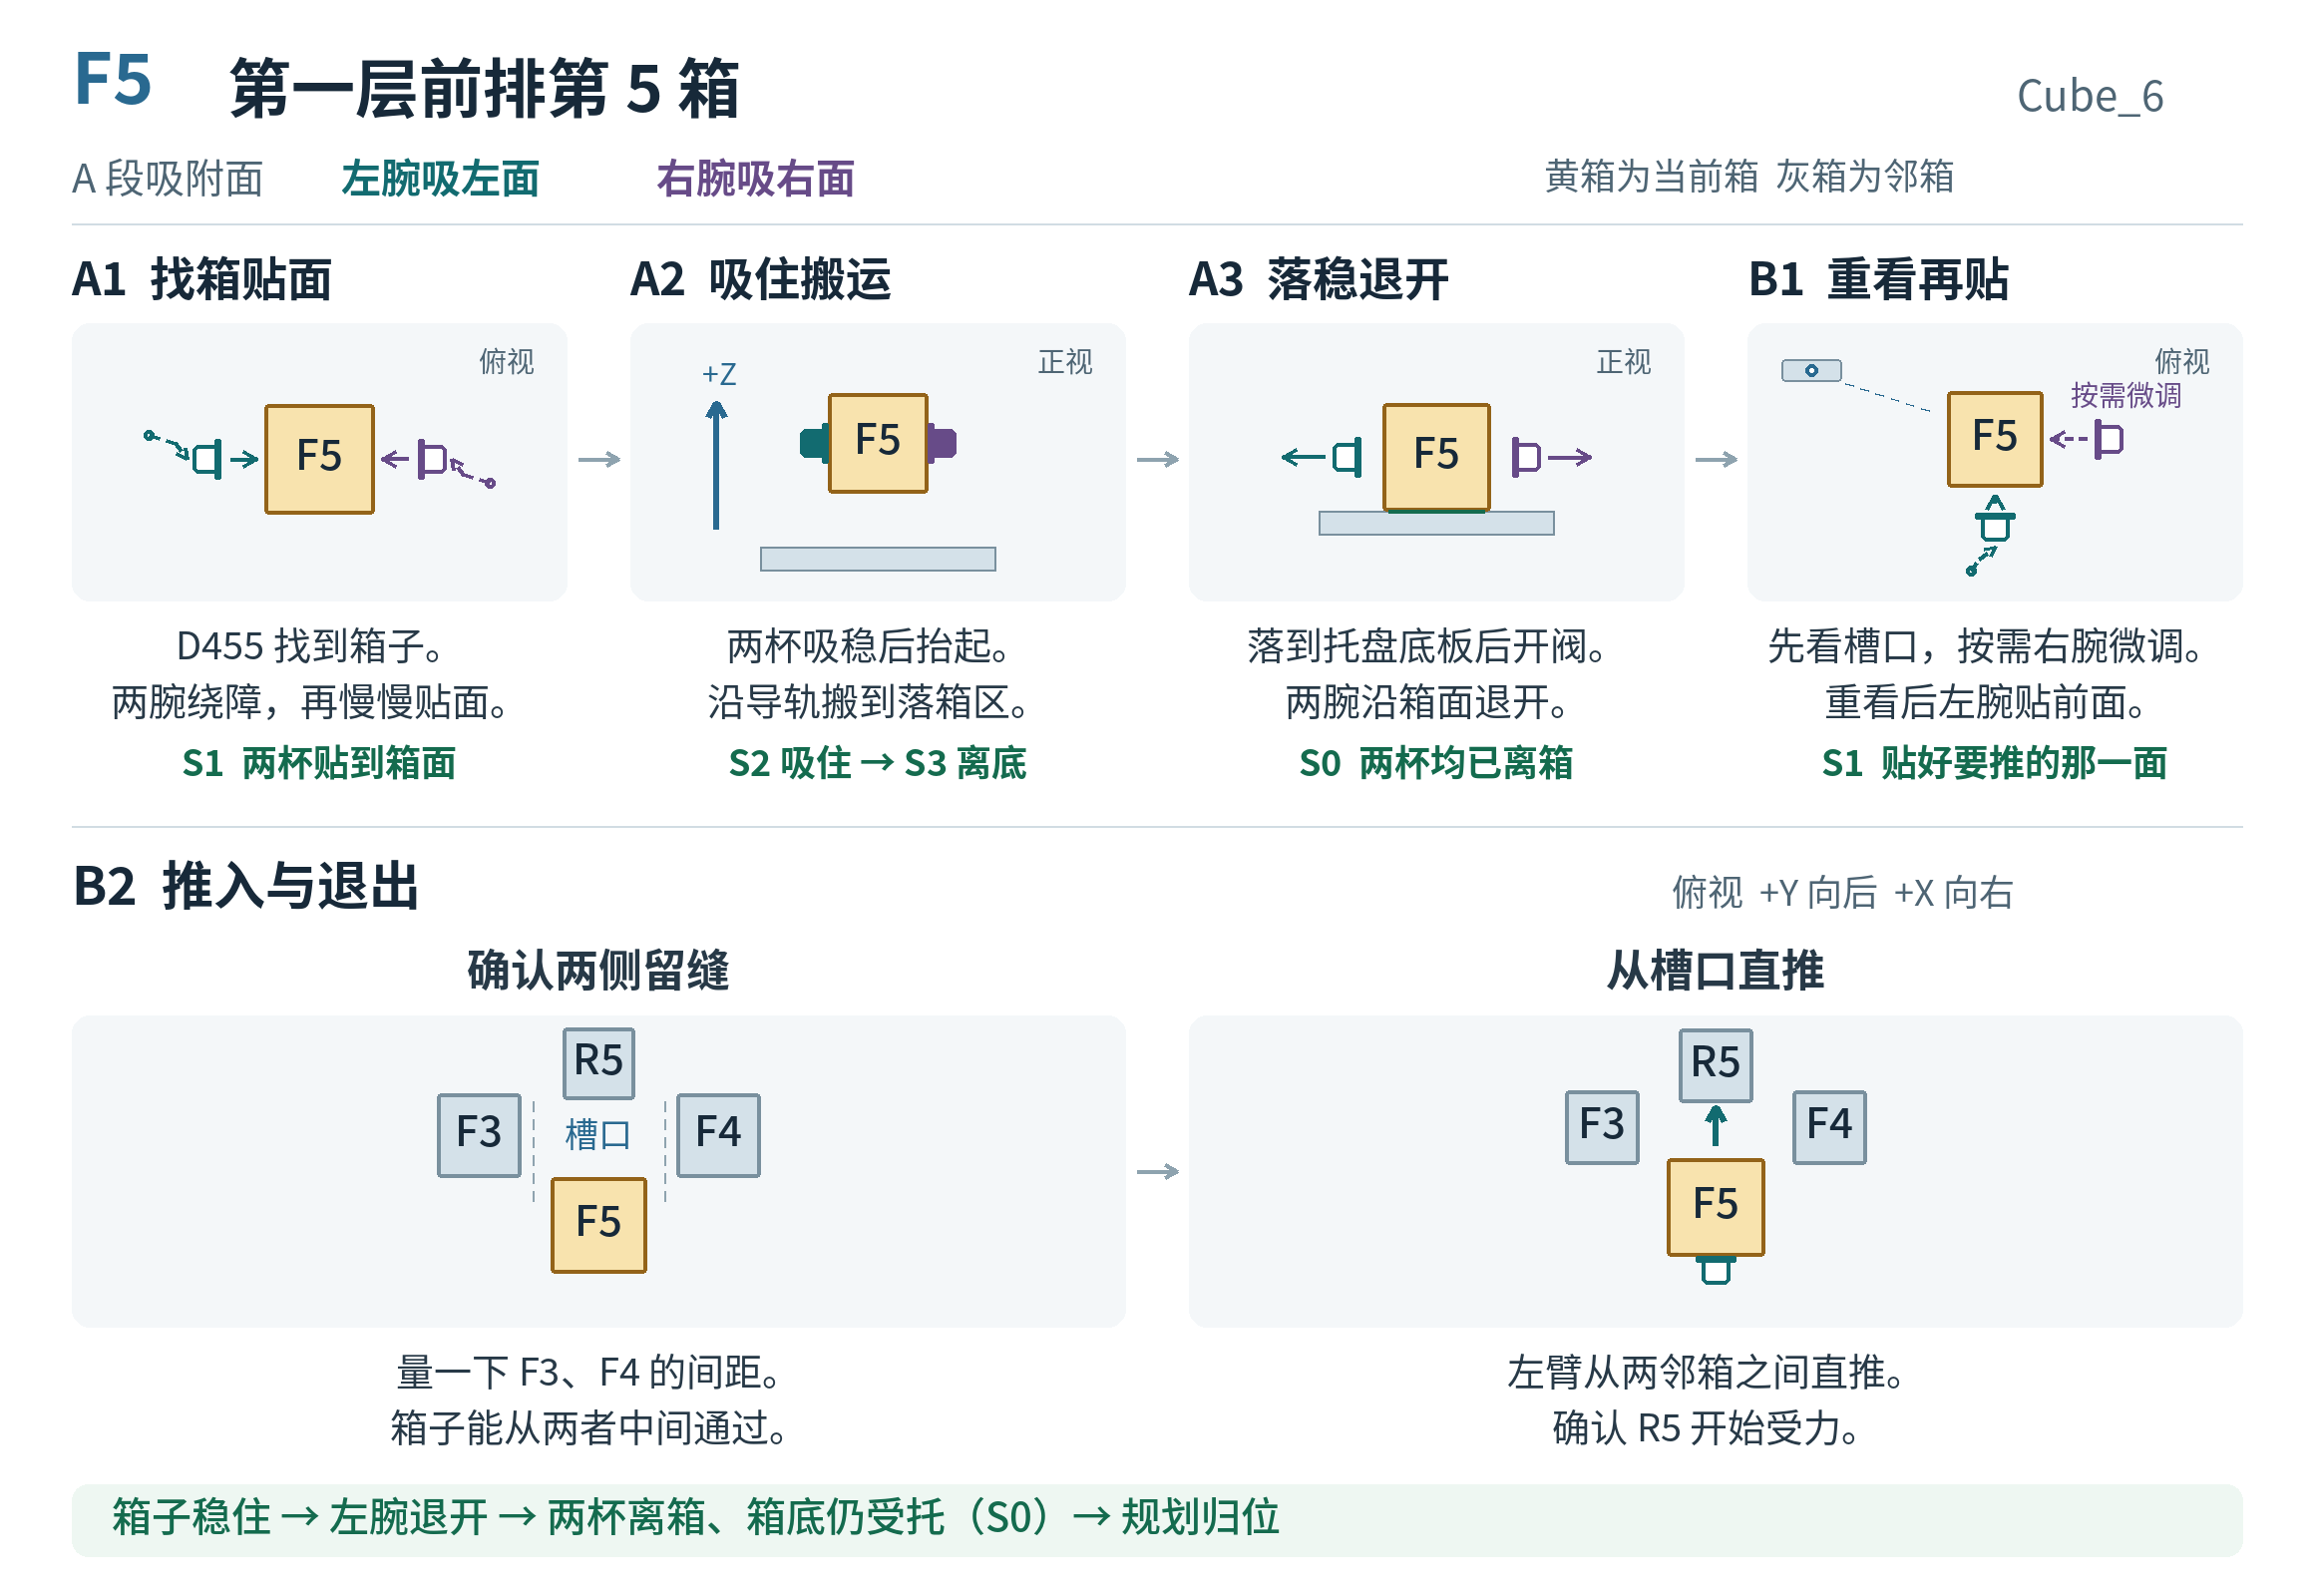 F5 第一层前排第 5 箱
Cube_6
A 段吸附面 左腕吸左面 右腕吸右面
黄箱为当前箱 灰箱为邻箱
A1 找箱贴面
俯视
F5
D455 找到箱子。
两腕绕障，再慢慢贴面。
S1 两杯贴到箱面
A2 吸住搬运
正视
+Z
F5
两杯吸稳后抬起。
沿导轨搬到落箱区。
S2 吸住 → S3 离底
A3 落稳退开
正视
F5
落到托盘底板后开阀。
两腕沿箱面退开。
S0 两杯均已离箱
B1 重看再贴
俯视
按需微调
F5
先看槽口，按需右腕微调。
重看后左腕贴前面。
S1 贴好要推的那一面
B2 推入与退出
俯视 +Y 向后 +X 向右
确认两侧留缝
R5
F3 槽口 F4
F5
量一下 F3、F4 的间距。
箱子能从两者中间通过。
从槽口直推
R5
F3 F4
F5
左臂从两邻箱之间直推。
确认 R5 开始受力。
箱子稳住 → 左腕退开 → 两杯离箱、箱底仍受托（S0）→ 规划归位